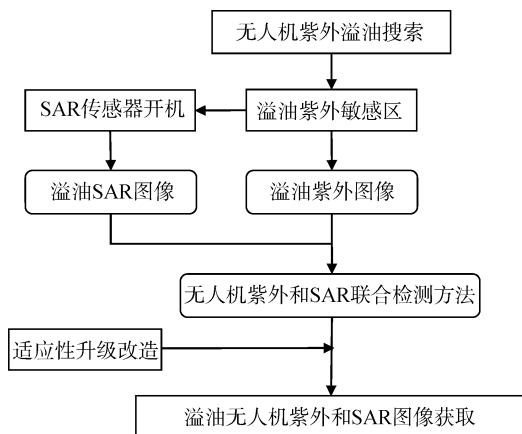 无人机紫外溢油搜索
SAR传感器开机
溢油紫外敏感区
溢油SAR图像
溢油紫外图像
无人机紫外和SAR联合检测方法
适应性升级改造
溢油无人机紫外和SAR图像获取